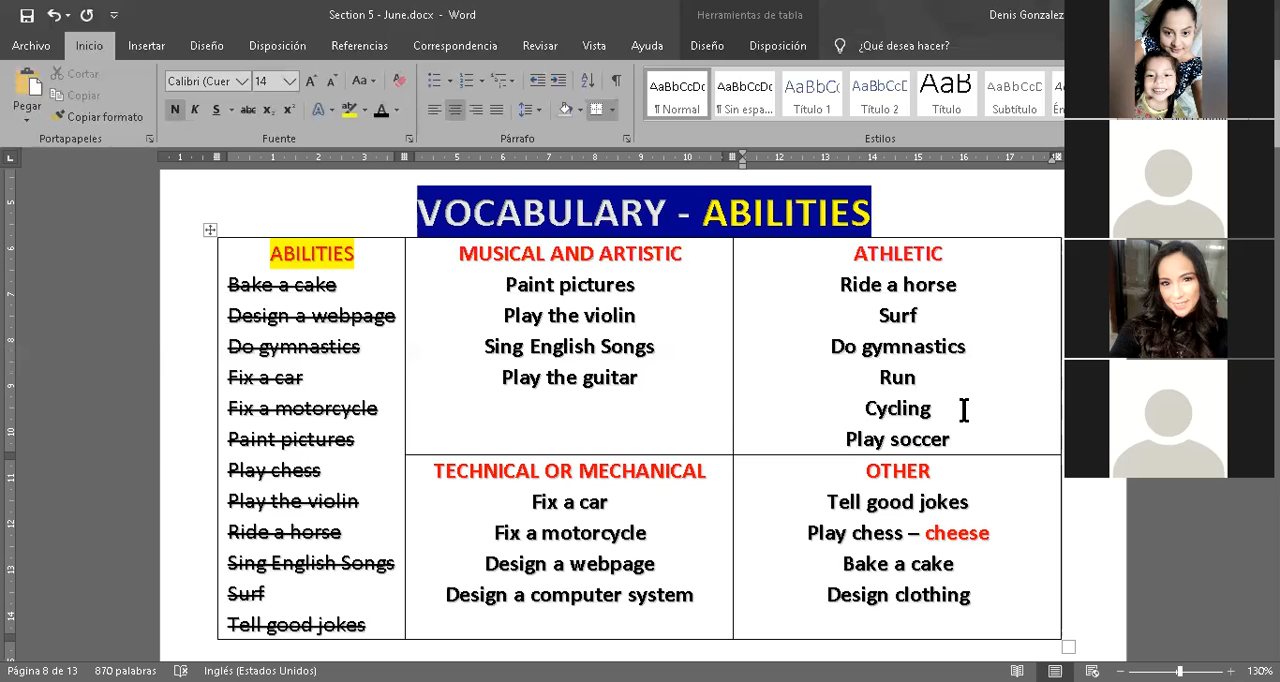 Section 5 - June.docx - Word
Herramientas de tabla
Denis Gonzalez
Archivo Inicio Insertar Diseño Disposición Referencias Correspondencia Revisar Vista Ayuda Diseño Disposición ¿Qué desea hacer?
Pegar
Cortar
Copiar
Copiar formato
Portapapeles
Calibri (Cuer 14
N K S abc x₂ x²
Fuente
Párrafo
AaBbCcDc AaBbCcDc AaBbCc AaBbCcD AaB AaBbCcD
¶ Normal ¶ Sin espa... Título 1 Título 2 Título Subtítulo
Estilos
VOCABULARY - ABILITIES
ABILITIES
Bake a cake
Design a webpage
Do gymnastics
Fix a car
Fix a motorcycle
Paint pictures
Play chess
Play the violin
Ride a horse
Sing English Songs
Surf
Tell good jokes
MUSICAL AND ARTISTIC
Paint pictures
Play the violin
Sing English Songs
Play the guitar
ATHLETIC
Ride a horse
Surf
Do gymnastics
Run
Cycling
Play soccer
TECHNICAL OR MECHANICAL
Fix a car
Fix a motorcycle
Design a webpage
Design a computer system
OTHER
Tell good jokes
Play chess – cheese
Bake a cake
Design clothing
Página 8 de 13 870 palabras Inglés (Estados Unidos) 130%